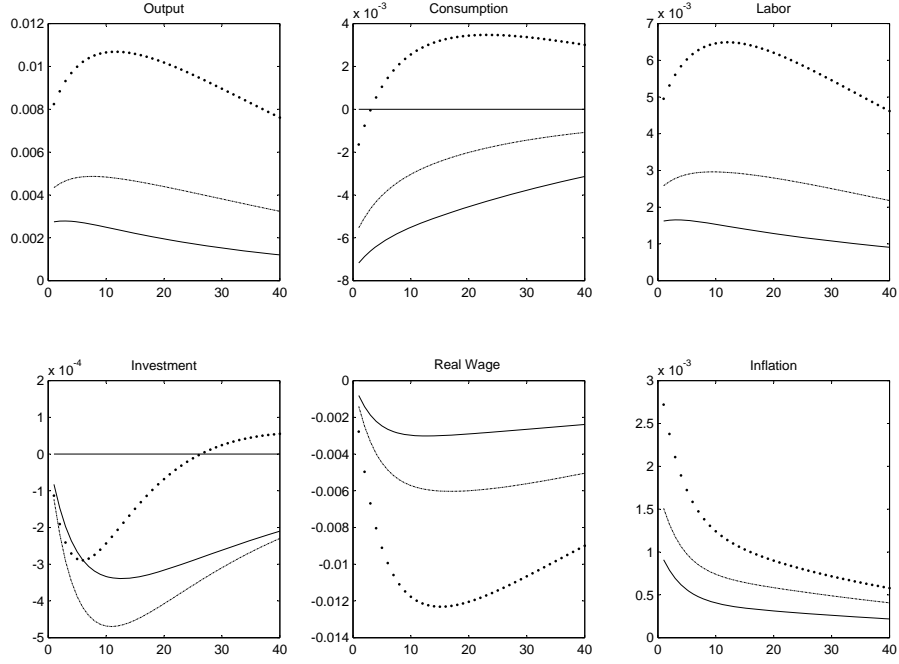 Output
0.012
0.01
0.008
0.006
0.004
0.002
0
0 10 20 30 40
Consumption
x 10⁻³
4
2
0
-2
-4
-6
-8
0 10 20 30 40
Labor
x 10⁻³
7
6
5
4
3
2
1
0
0 10 20 30 40
Investment
x 10⁻⁴
2
1
0
-1
-2
-3
-4
-5
0 10 20 30 40
Real Wage
0
-0.002
-0.004
-0.006
-0.008
-0.01
-0.012
-0.014
0 10 20 30 40
Inflation
x 10⁻³
3
2.5
2
1.5
1
0.5
0
0 10 20 30 40